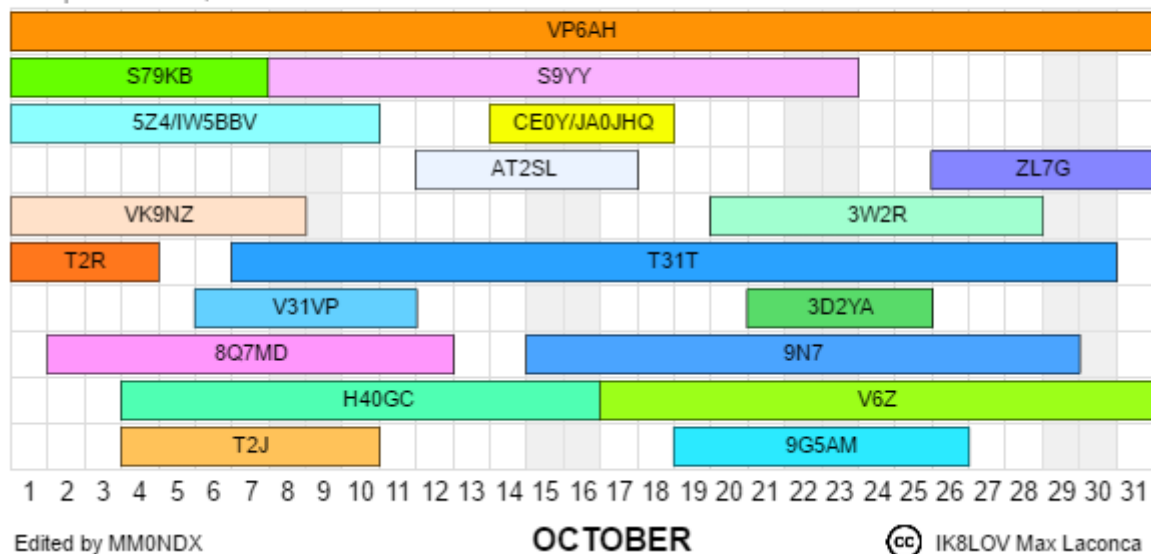 VP6AH
S79KB S9YY
5Z4/IW5BBV CE0Y/JA0JHQ
AT2SL ZL7G
VK9NZ 3W2R
T2R T31T
V31VP 3D2YA
8Q7MD 9N7
H40GC V6Z
T2J 9G5AM
1 2 3 4 5 6 7 8 9 10 11 12 13 14 15 16 17 18 19 20 21 22 23 24 25 26 27 28 29 30 31
Edited by MM0NDX OCTOBER cc IK8LOV Max Laconca